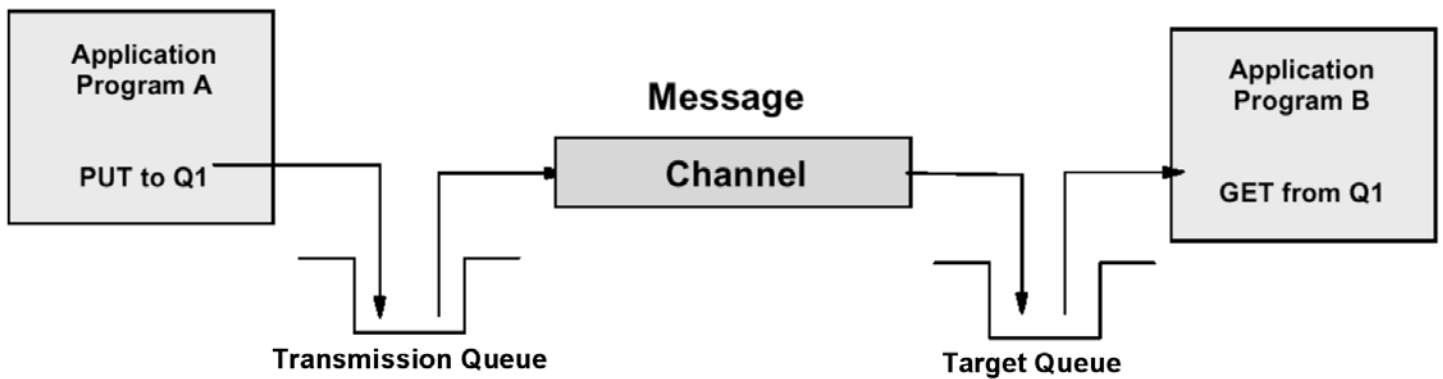 Application
Program A
PUT to Q1
Message
Channel
Application
Program B
GET from Q1
Transmission Queue
Target Queue